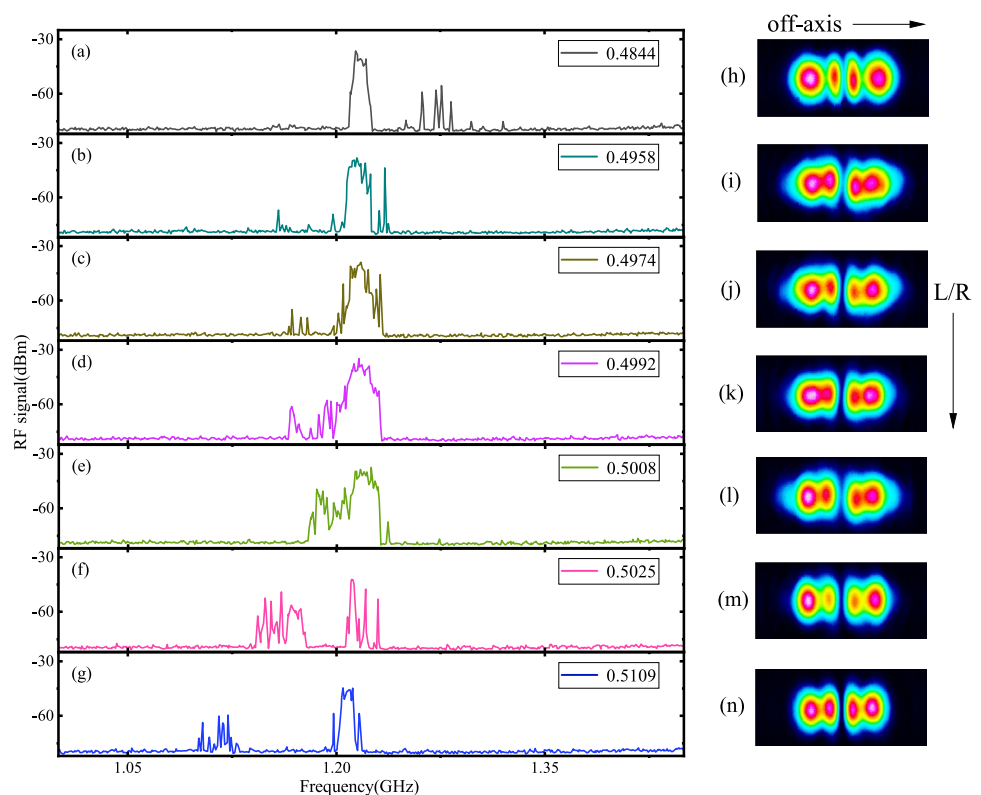 off-axis
-30
(a)
0.4844
-60
(h)
(b)
0.4958
-60
(i)
(c)
0.4974
-60
(j)
L/R
RF signal(dBm)
-30
(d)
0.4992
-60
(k)
-30
(e)
0.5008
-60
(l)
-30
(f)
0.5025
-60
(m)
-30
(g)
0.5109
-60
(n)
1.05
1.20
1.35
Frequency(GHz)